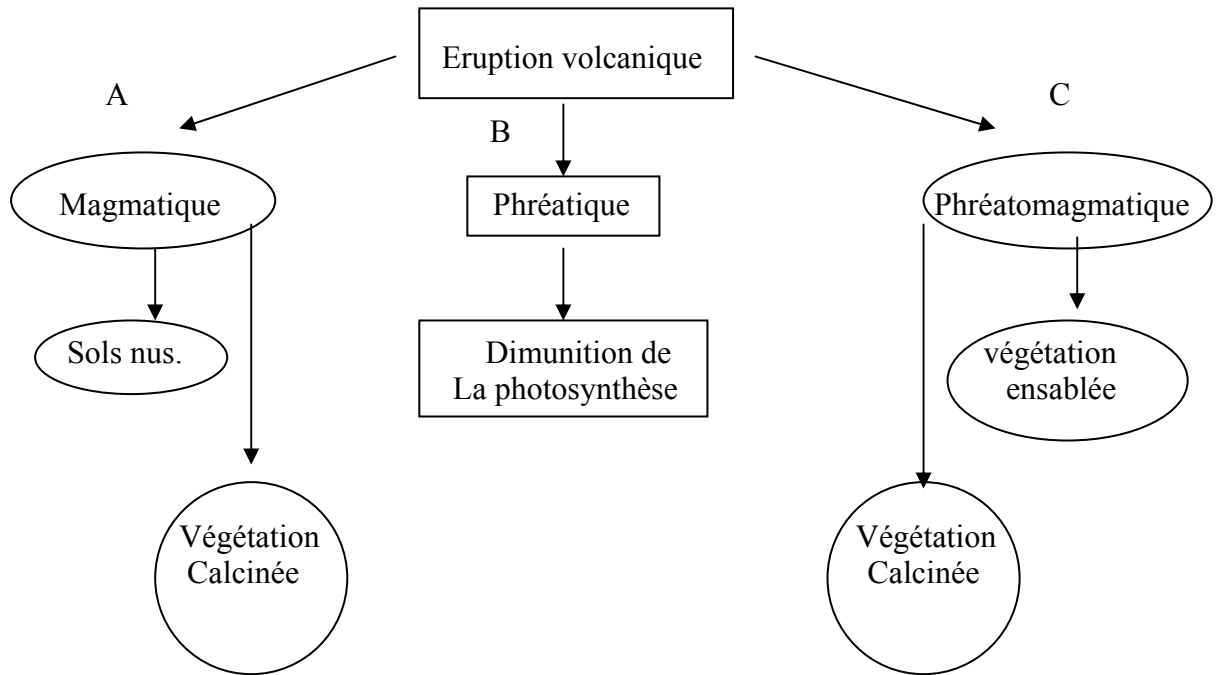 Eruption volcanique
A
B
C
Magmatique
Phréatique
Phréatomagmatique
Sols nus.
Dimunition de
La photosynthèse
végétation
ensablée
Végétation
Calcinée
Végétation
Calcinée